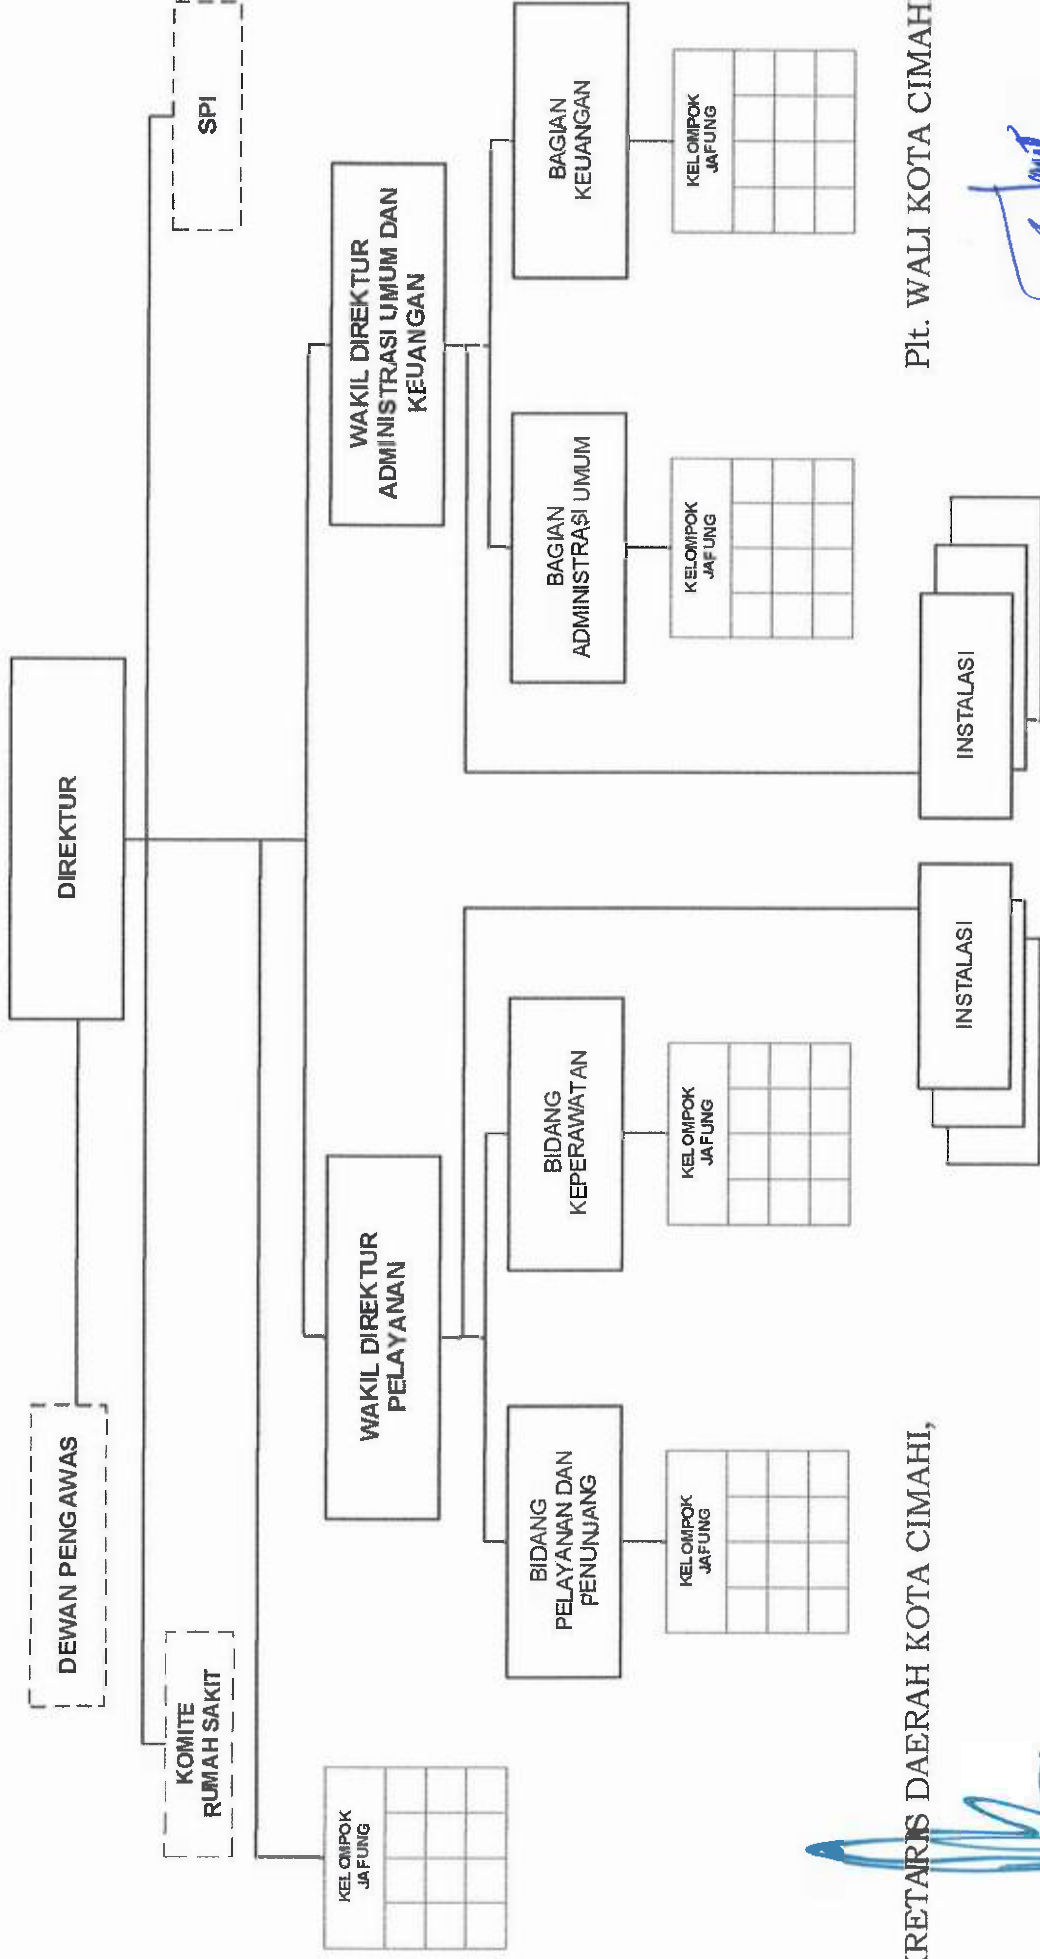 DEWAN PENGAWAS
DIREKTUR
KOMITE
RUMAH SAKIT
SPI
KELOMPOK
JAFUNG
WAKIL DIREKTUR
PELAYANAN
WAKIL DIREKTUR
ADMINISTRASI UMUM DAN
KEUANGAN
BIDANG
PELAYANAN DAN
PENUNJANG
BIDANG
KEPERAWATAN
BAGIAN
ADMINISTRASI UMUM
BAGIAN
KEUANGAN
KELOMPOK
JAFUNG
KELOMPOK
JAFUNG
KELOMPOK
JAFUNG
KELOMPOK
JAFUNG
INSTALASI
INSTALASI
KRETARIS DAERAH KOTA CIMAHI,
Plt. WALI KOTA CIMAH